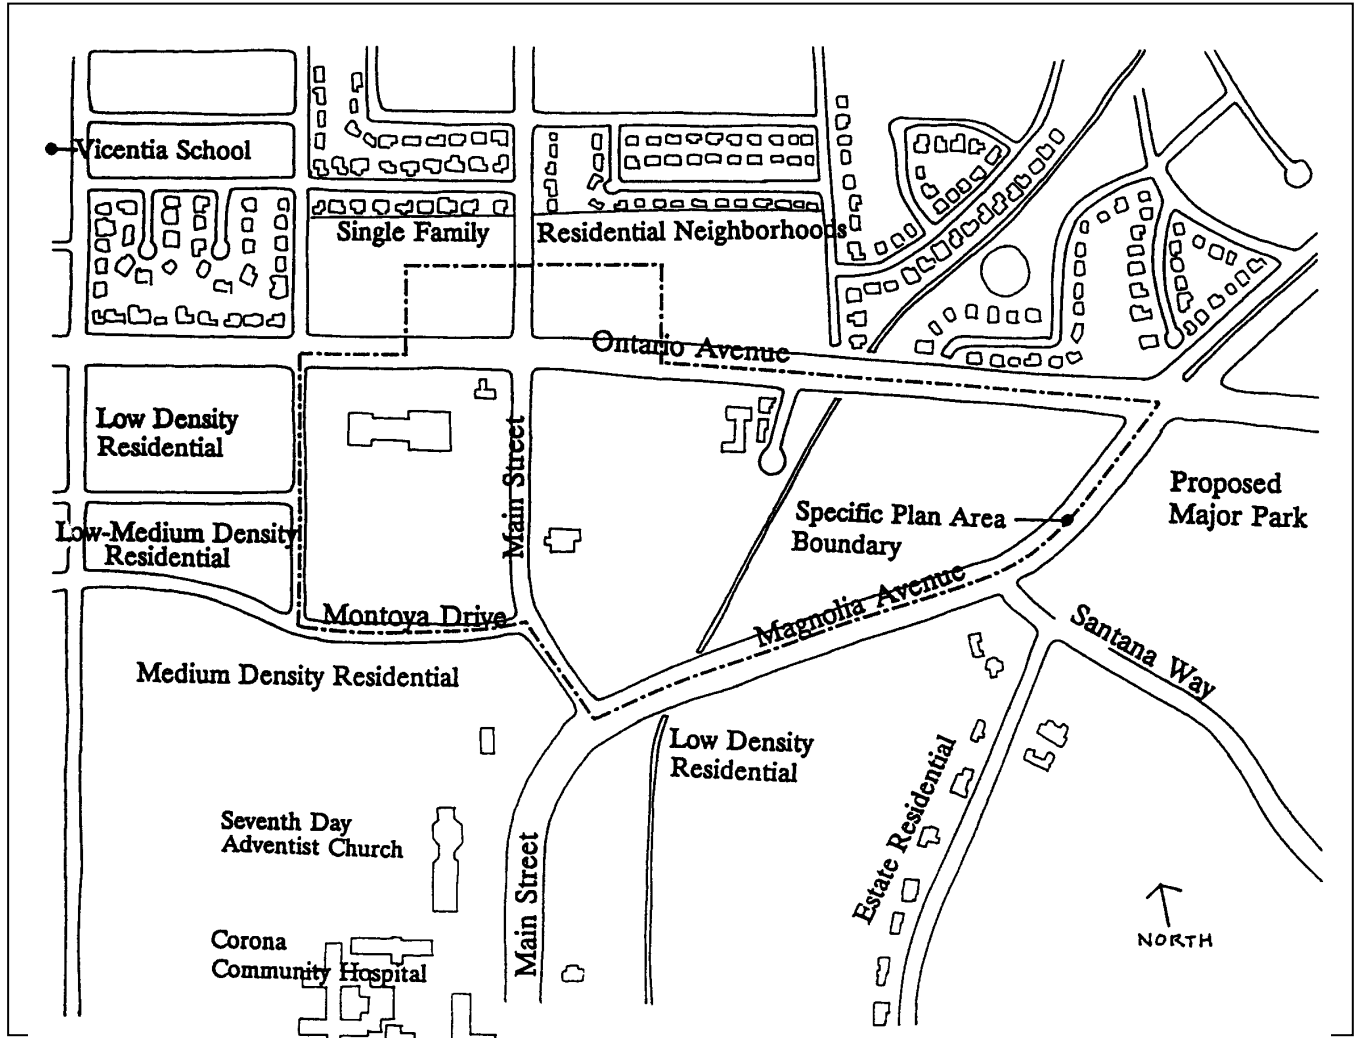 Vicentia School
Single Family
Residential Neighborhoods
Ontario Avenue
Low Density
Residential
Main Street
Proposed
Major Park
Specific Plan Area
Boundary
Low-Medium Density
Residential
Magnolia Avenue
Montoya Drive
Santana Way
Medium Density Residential
Low Density
Residential
Estate Residential
Seventh Day
Adventist Church
Main Street
Corona
Community Hospital
NORTH